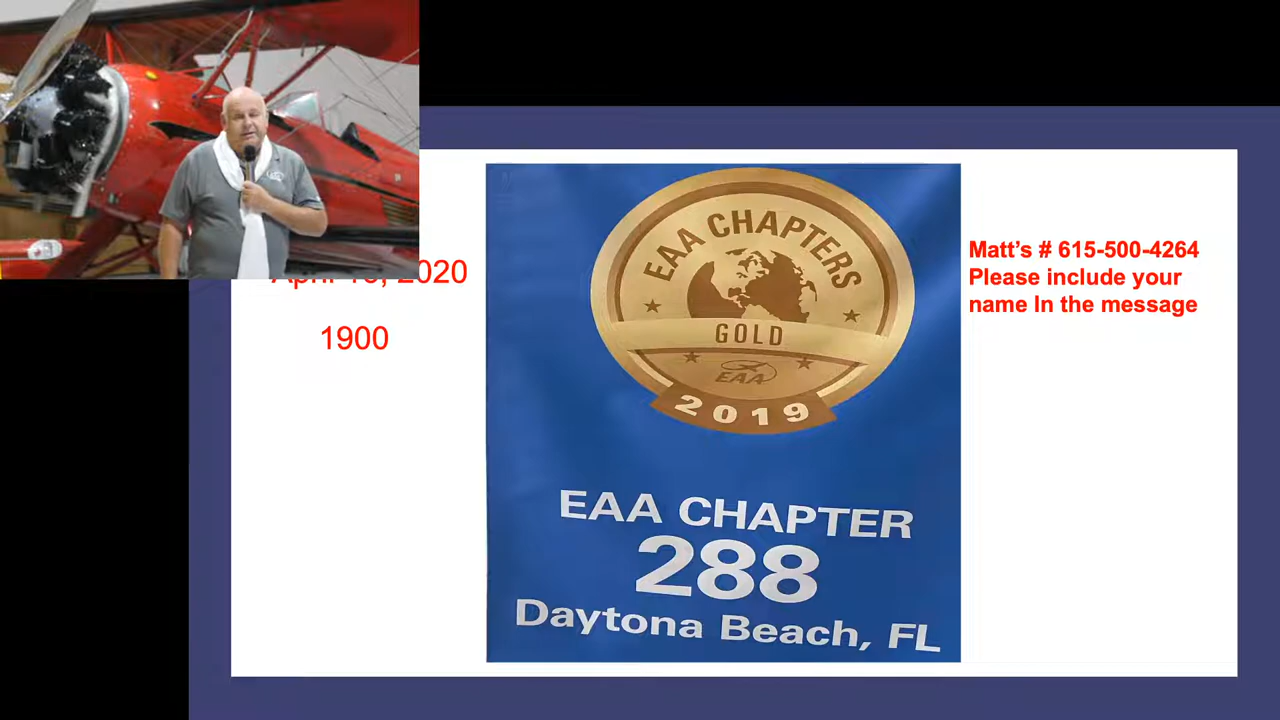 2020
1900
EAA CHAPTERS
GOLD
EAA
2019
EAA CHAPTER
288
Daytona Beach, FL
Matt’s # 615-500-4264
Please include your
name In the message